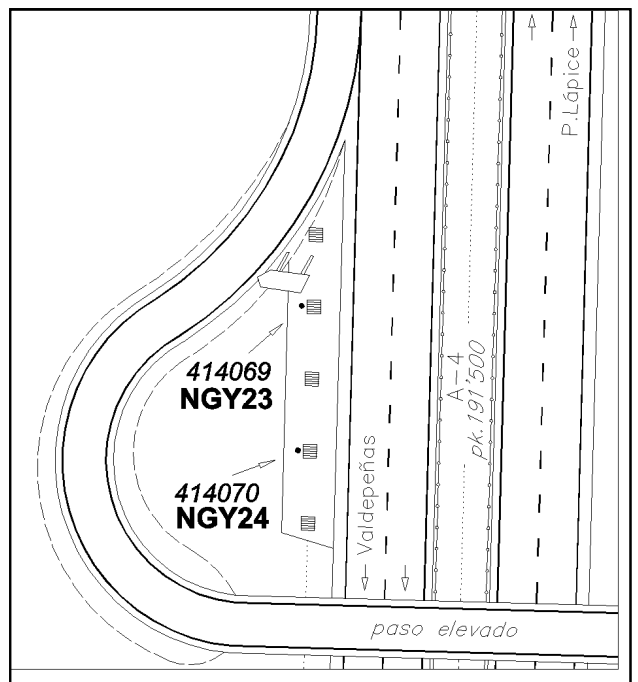 P.Lápice
A-4
pk.191'500
414069
NGY23
414070
NGY24
Valdepeñas
paso elevado